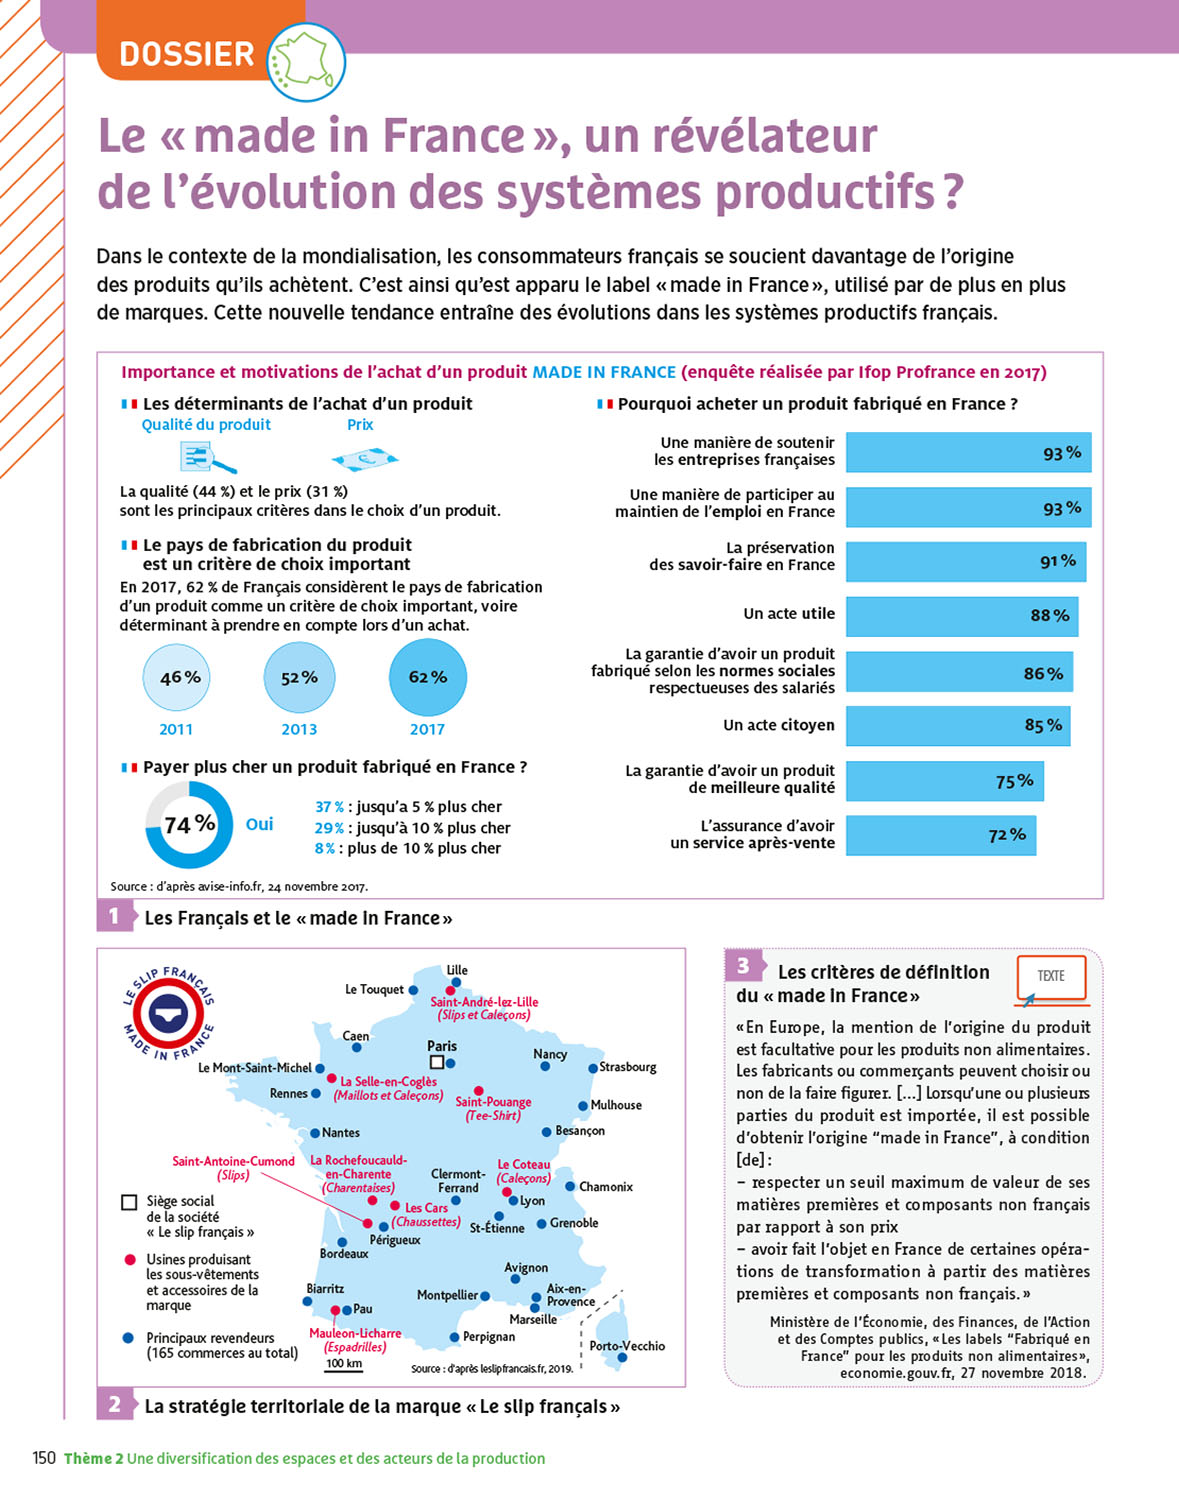 DOSSIER
Le « made in France », un révélateur
de l’évolution des systèmes productifs ?
Dans le contexte de la mondialisation, les consommateurs français se soucient davantage de l’origine
des produits qu’ils achètent. C’est ainsi qu’est apparu le label « made in France », utilisé par de plus en plus
de marques. Cette nouvelle tendance entraîne des évolutions dans les systèmes productifs français.
Importance et motivations de l’achat d’un produit MADE IN FRANCE (enquête réalisée par Ifop Profrance en 2017)
Les déterminants de l’achat d’un produit
Qualité du produit
Prix
La qualité (44 %) et le prix (31 %)
sont les principaux critères dans le choix d’un produit.
Le pays de fabrication du produit
est un critère de choix important
En 2017, 62 % de Français considèrent le pays de fabrication
d’un produit comme un critère de choix important, voire
déterminant à prendre en compte lors d’un achat.
46 %
52 %
62 %
2011
2013
2017
Payer plus cher un produit fabriqué en France ?
74 %
Oui
37 % : jusqu’a 5 % plus cher
29 % : jusqu’à 10 % plus cher
8 % : plus de 10 % plus cher
Source : d’après avise-info.fr, 24 novembre 2017.
Pourquoi acheter un produit fabriqué en France ?
Une manière de soutenir
les entreprises françaises
93 %
Une manière de participer au
maintien de l’emploi en France
93 %
La préservation
des savoir-faire en France
91 %
Un acte utile
88 %
La garantie d’avoir un produit
fabriqué selon les normes sociales
respectueuses des salariés
86 %
Un acte citoyen
85 %
La garantie d’avoir un produit
de meilleure qualité
75 %
L’assurance d’avoir
un service après-vente
72 %
1 Les Français et le « made in France »
LE SLIP FRANÇAIS
MADE IN FRANCE
Lille
Le Touquet
Saint-André-lez-Lille
(Slips et Caleçons)
Caen
Paris
Nancy
Le Mont-Saint-Michel
Strasbourg
La Selle-en-Coglès
(Maillots et Caleçons)
Rennes
Saint-Pouange
(Tee-Shirt)
Mulhouse
Nantes
Besançon
Saint-Antoine-Cumond
(Slips)
La Rochefoucauld-
en-Charente
(Charentaises)
Clermont-
Ferrand
Le Coteau
(Caleçons)
Chamonix
Lyon
Les Cars
(Chaussettes)
St-Étienne
Grenoble
Périgueux
Bordeaux
Avignon
Biarritz
Montpellier
Aix-en-
Provence
Pau
Marseille
Mauleon-Licharre
(Espadrilles)
Perpignan
Porto-Vecchio
Siège social
de la société
« Le slip français »
Usines produisant
les sous-vêtements
et accessoires de la
marque
Principaux revendeurs
(165 commerces au total)
100 km
Source : d’après leslipfrancais.fr, 2019.
2 La stratégie territoriale de la marque « Le slip français »
3 Les critères de définition
du « made in France »
TEXTE
« En Europe, la mention de l’origine du produit
est facultative pour les produits non alimentaires.
Les fabricants ou commerçants peuvent choisir ou
non de la faire figurer. [...] Lorsqu’une ou plusieurs
parties du produit est importée, il est possible
d’obtenir l’origine “made in France”, à condition
[de] :
– respecter un seuil maximum de valeur de ses
matières premières et composants non français
par rapport à son prix
– avoir fait l’objet en France de certaines opéra-
tions de transformation à partir des matières
premières et composants non français. »
Ministère de l’Économie, des Finances, de l’Action
et des Comptes publics, « Les labels “Fabriqué en
France” pour les produits non alimentaires »,
economie.gouv.fr, 27 novembre 2018.
150 Thème 2 Une diversification des espaces et des acteurs de la production